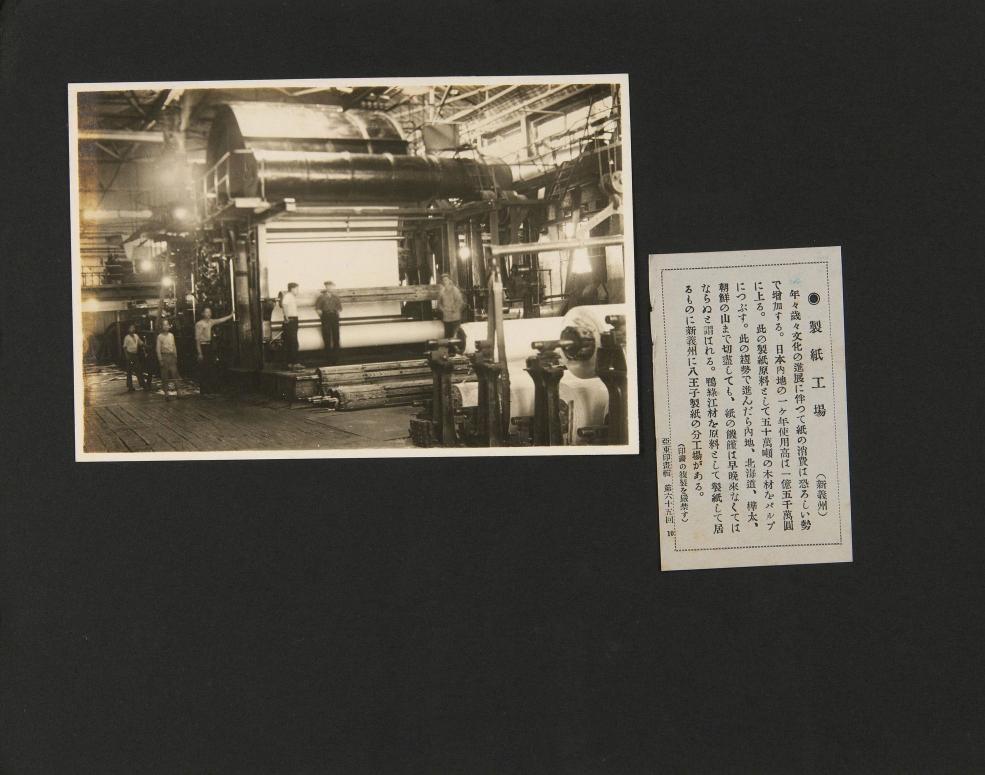 ●製紙工場
(新義州)
年々歳々文化の進展に伴つて紙の消費は恐ろしい勢
で増加する。日本内地の一ヶ年使用高は一億五千萬圓
に上る。此の製紙原料として五十萬噸の木材をパルプ
につぶす。此の趨勢で進んだら内地、北海道、樺太、
朝鮮の山まで切盡しても、紙の饑饉は早晩來なくては
ならぬと謂ばれる。鴨綠江材を原料として製紙して居
るものに新義州に八王子製紙の分工場がある。
(印畵の複製を嚴禁す)
亞東印畫輯 第六十五回 10